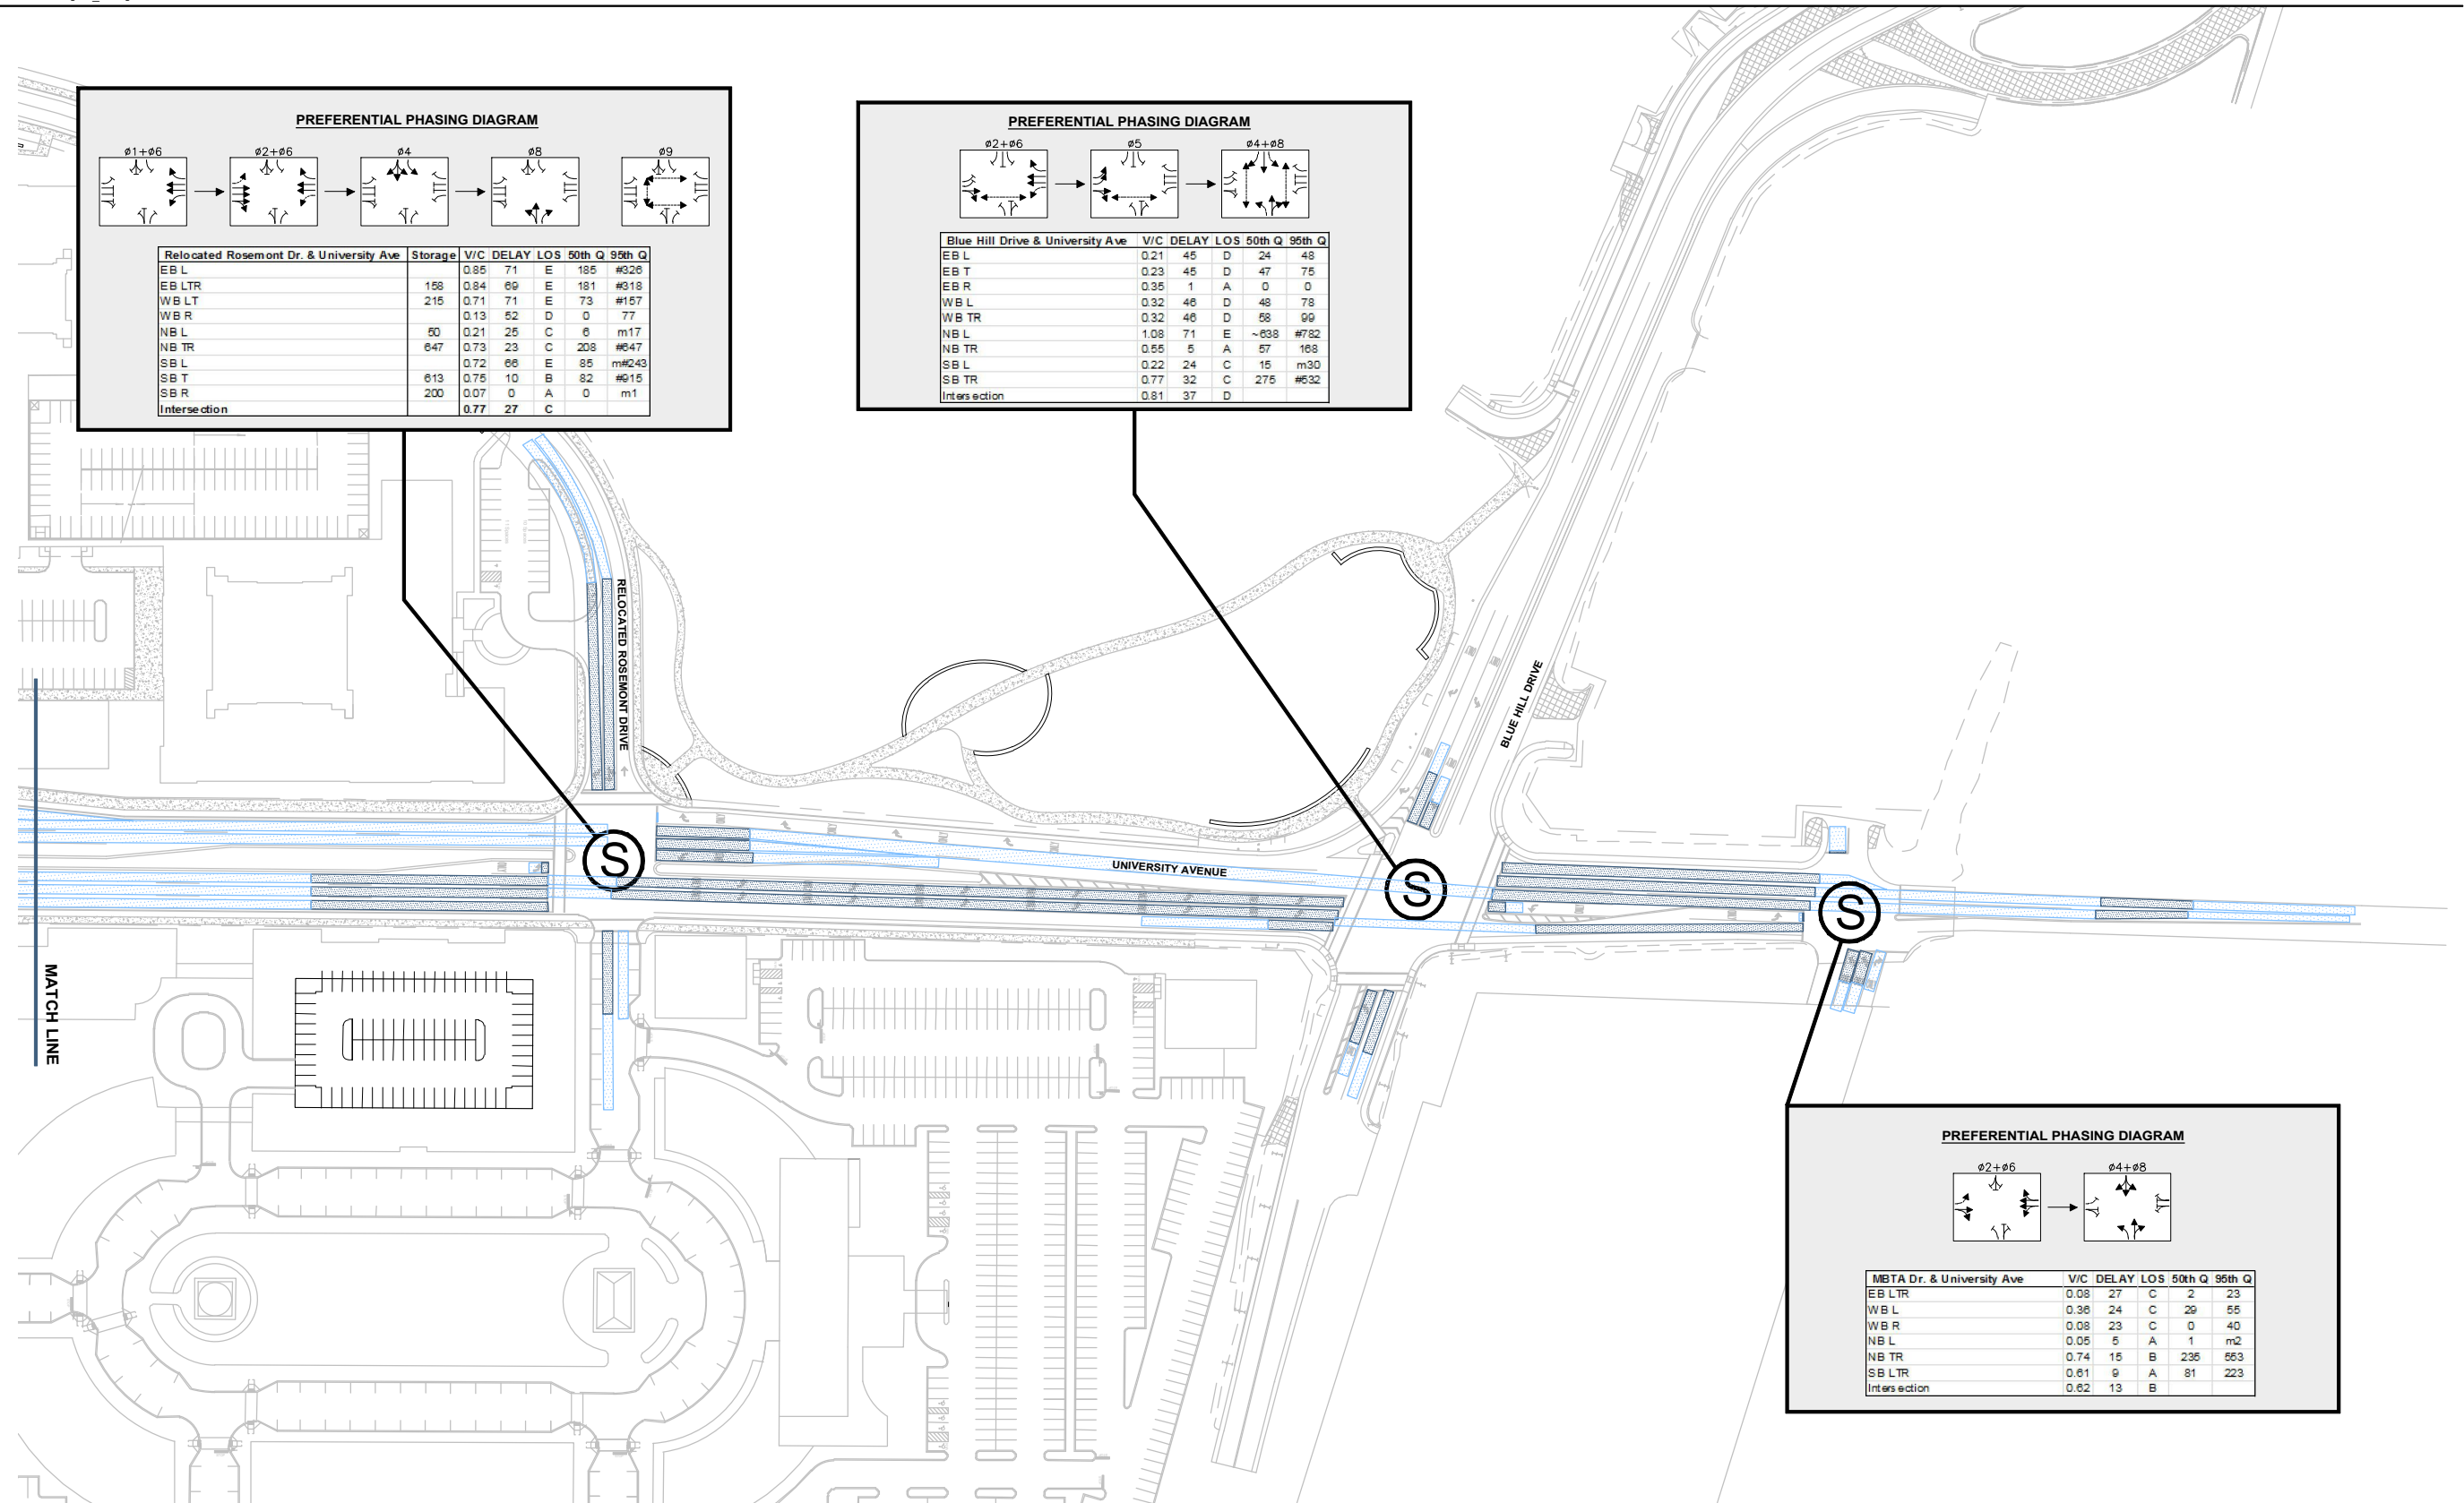 PREFERENTIAL PHASING DIAGRAM
ø1+ø6 ø2+ø6 ø4 ø8 ø9
Relocated Rosemont Dr. & University Ave Storage V/C DELAY LOS 50th Q 95th Q
EB L 0.85 71 E 185 #326
EB LTR 158 0.84 69 E 181 #318
WB LT 215 0.71 71 E 73 #157
WB R 0.13 52 D 0 77
NB L 50 0.21 25 C 6 m17
NB TR 647 0.73 23 C 208 #647
SB L 0.72 66 E 85 m#243
SB T 613 0.75 10 B 82 #915
SB R 200 0.07 0 A 0 m1
Intersection 0.77 27 C
PREFERENTIAL PHASING DIAGRAM
ø2+ø6 ø5 ø4+ø8
Blue Hill Drive & University Ave V/C DELAY LOS 50th Q 95th Q
EB L 0.21 45 D 24 48
EB T 0.23 45 D 47 75
EB R 0.35 1 A 0 0
WB L 0.32 46 D 48 78
WB TR 0.32 46 D 58 99
NB L 1.08 71 E ~638 #782
NB TR 0.55 5 A 57 168
SB L 0.22 24 C 15 m30
SB TR 0.77 32 C 275 #532
Intersection 0.81 37 D
RELOCATED ROSEMONT DRIVE
BLUE HILL DRIVE
UNIVERSITY AVENUE
S
S
S
MATCH LINE
PREFERENTIAL PHASING DIAGRAM
ø2+ø6 ø4+ø8
MBTA Dr. & University Ave V/C DELAY LOS 50th Q 95th Q
EB LTR 0.08 27 C 2 23
WB L 0.36 24 C 29 55
WB R 0.08 23 C 0 40
NB L 0.05 5 A 1 m2
NB TR 0.74 15 B 235 553
SB LTR 0.61 9 A 81 223
Intersection 0.62 13 B